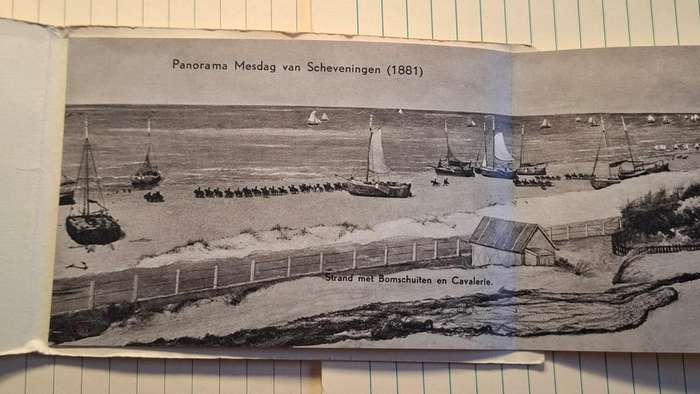 Panorama Mesdag van Scheveningen (1881)
Strand met Bomschuiten en Cavalerie.